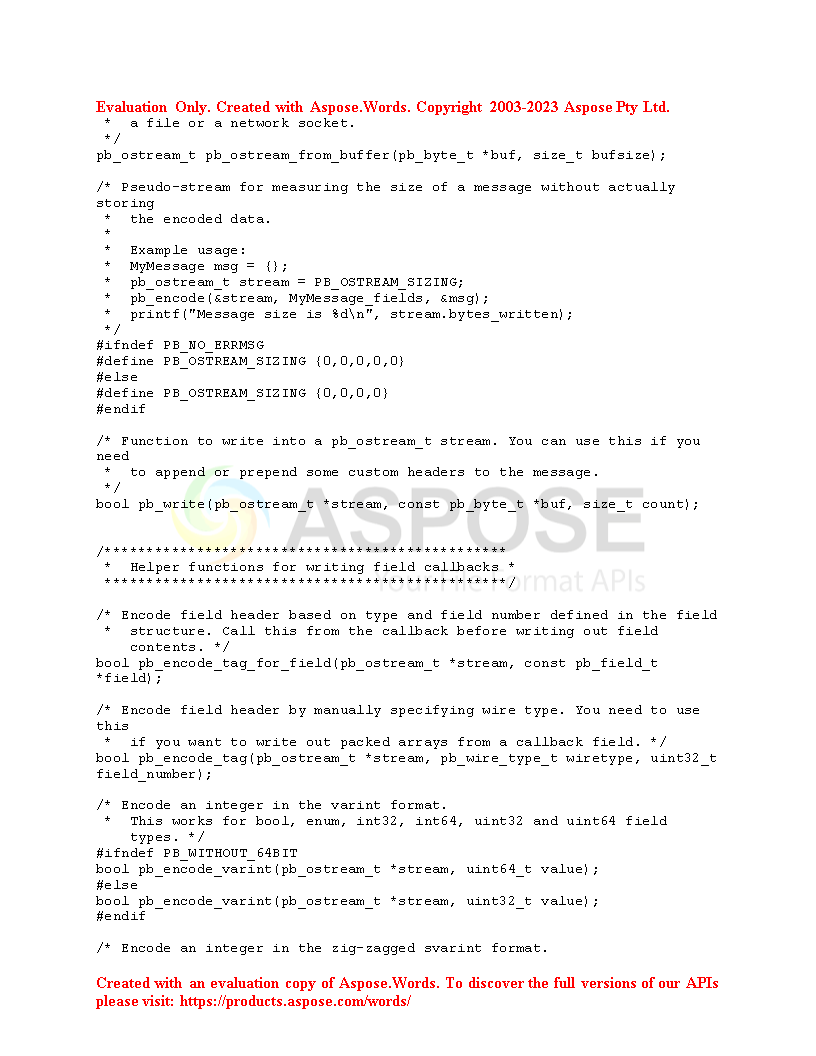 Evaluation Only. Created with Aspose.Words. Copyright 2003-2023 Aspose Pty Ltd.
 *  a file or a network socket.
 */
pb_ostream_t pb_ostream_from_buffer(pb_byte_t *buf, size_t bufsize);

/* Pseudo-stream for measuring the size of a message without actually
storing
 *  the encoded data.
 *
 *  Example usage:
 *  MyMessage msg = {};
 *  pb_ostream_t stream = PB_OSTREAM_SIZING;
 *  pb_encode(&stream, MyMessage_fields, &msg);
 *  printf("Message size is %d\n", stream.bytes_written);
 */
#ifndef PB_NO_ERRMSG
#define PB_OSTREAM_SIZING {0,0,0,0,0}
#else
#define PB_OSTREAM_SIZING {0,0,0,0}
#endif

/* Function to write into a pb_ostream_t stream. You can use this if you
need
 *  to append or prepend some custom headers to the message.
 */
bool pb_write(pb_ostream_t *stream, const pb_byte_t *buf, size_t count);
ASPOSE

/************************************************
 *  Helper functions for writing field callbacks *
 ************************************************/
Your File Format APIs

/* Encode field header based on type and field number defined in the field
 *  structure. Call this from the callback before writing out field
    contents. */
bool pb_encode_tag_for_field(pb_ostream_t *stream, const pb_field_t
*field);

/* Encode field header by manually specifying wire type. You need to use
this
 *  if you want to write out packed arrays from a callback field. */
bool pb_encode_tag(pb_ostream_t *stream, pb_wire_type_t wiretype, uint32_t
field_number);

/* Encode an integer in the varint format.
 *  This works for bool, enum, int32, int64, uint32 and uint64 field
    types. */
#ifndef PB_WITHOUT_64BIT
bool pb_encode_varint(pb_ostream_t *stream, uint64_t value);
#else
bool pb_encode_varint(pb_ostream_t *stream, uint32_t value);
#endif

/* Encode an integer in the zig-zagged svarint format.

Created with an evaluation copy of Aspose.Words. To discover the full versions of our APIs
please visit: https://products.aspose.com/words/